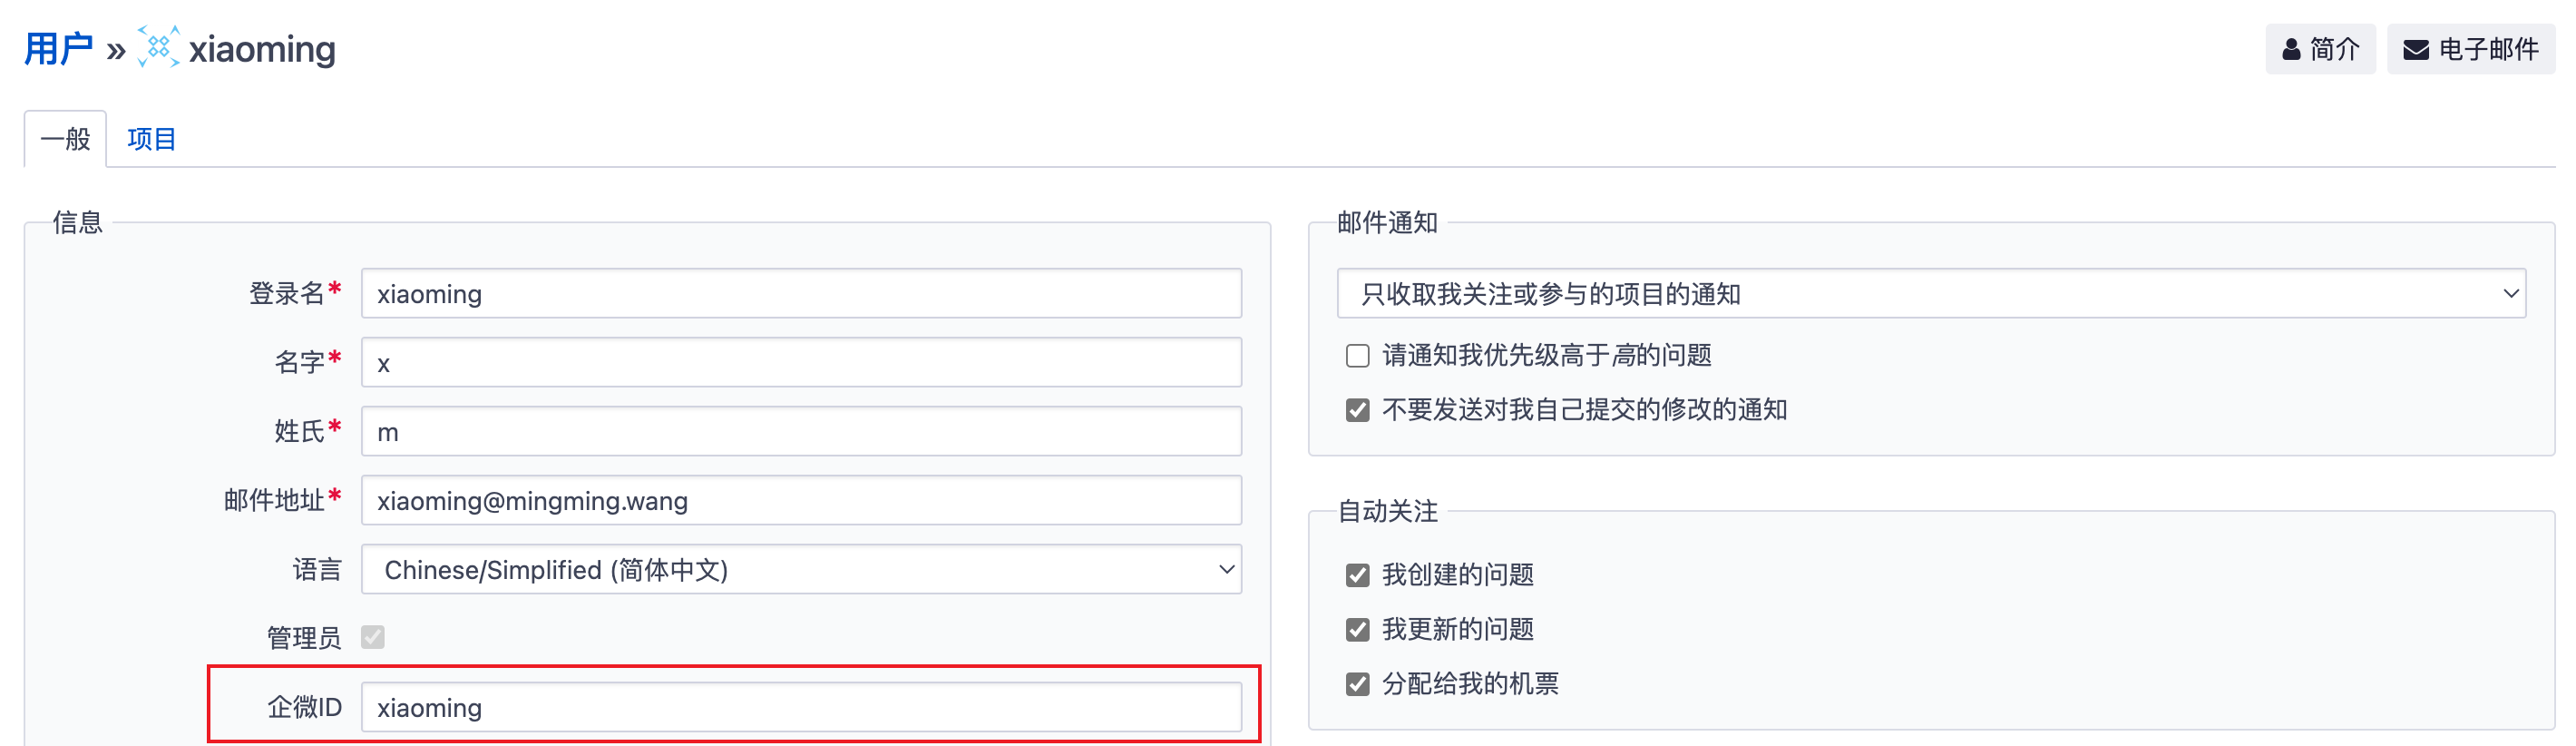 用户 » xiaoming
简介
电子邮件
一般
项目
信息
登录名*
xiaoming
名字*
x
姓氏*
m
邮件地址*
xiaoming@mingming.wang
语言
Chinese/Simplified (简体中文)
管理员
企微ID
xiaoming
邮件通知
只收取我关注或参与的项目的通知
请通知我优先级高于高的问题
不要发送对我自己提交的修改的通知
自动关注
我创建的问题
我更新的问题
分配给我的机票